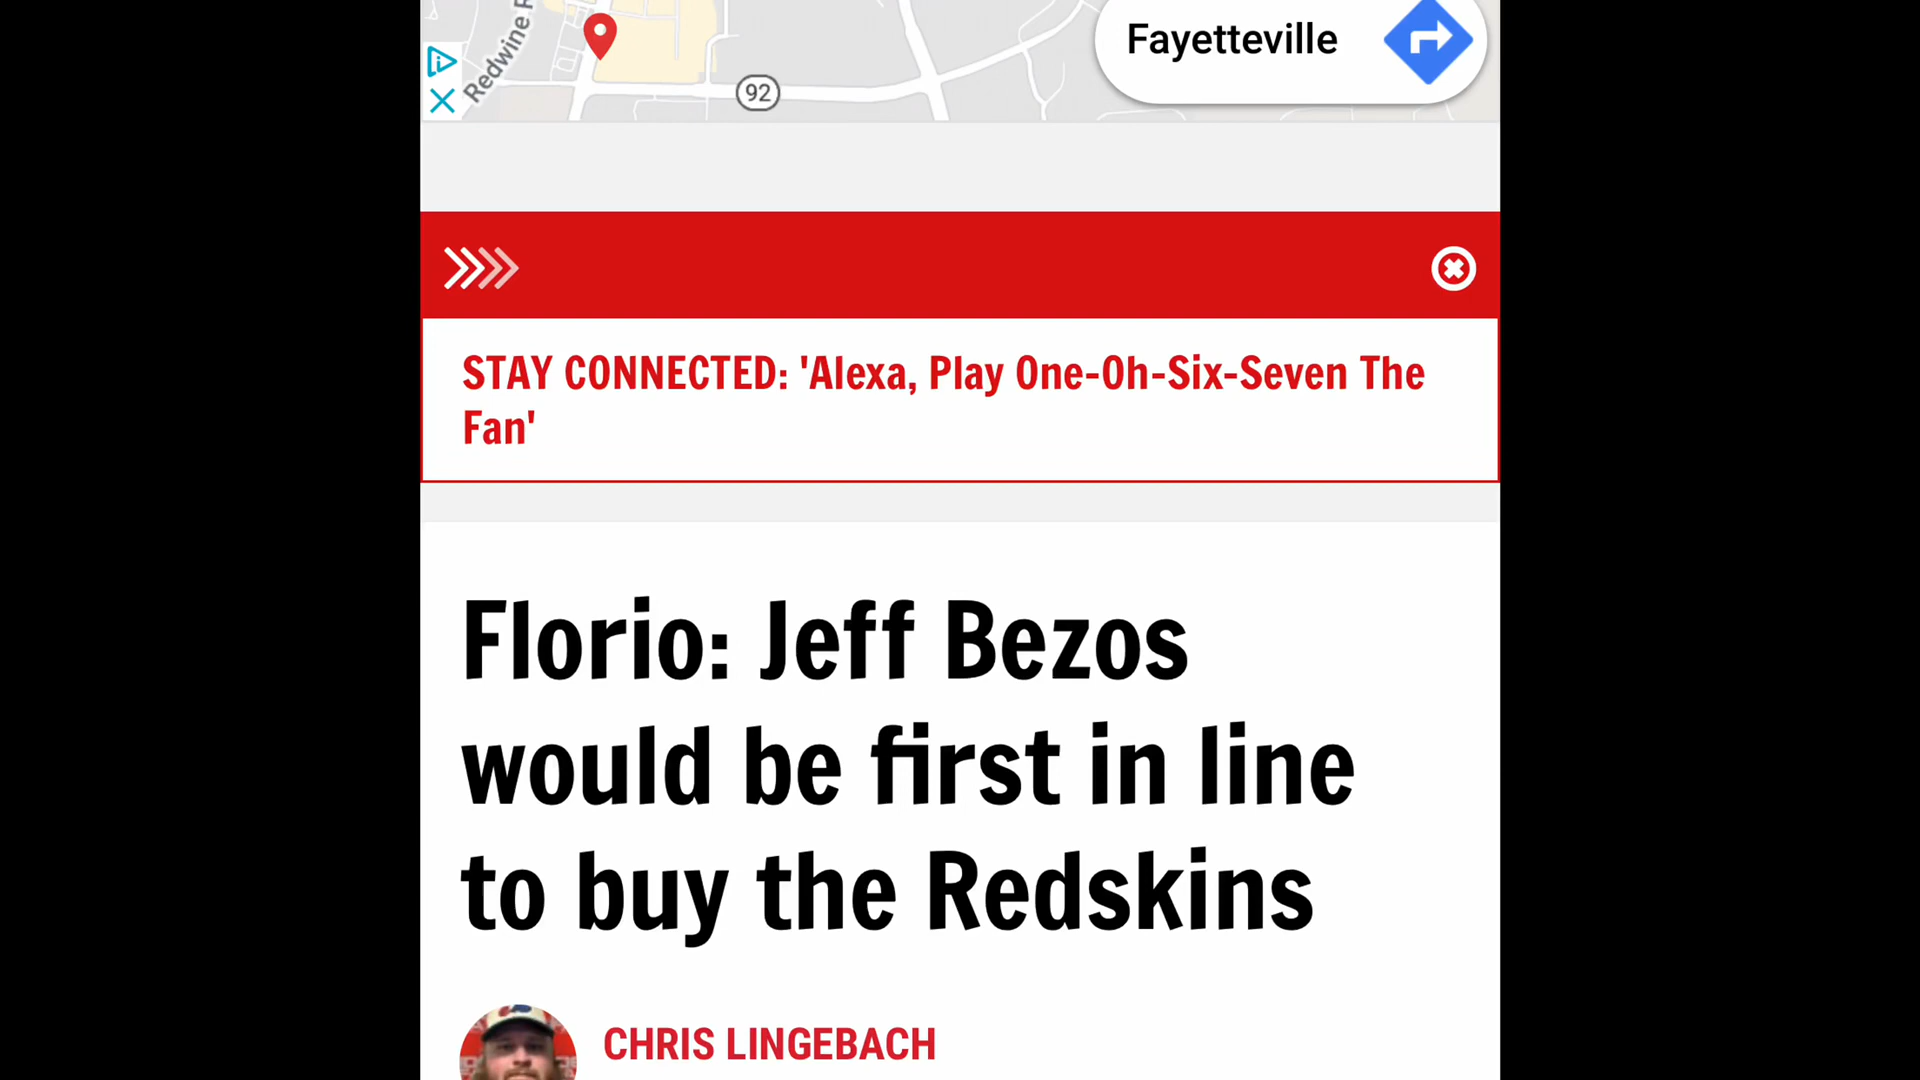 Fayetteville
Redwine
92
STAY CONNECTED: 'Alexa, Play One-Oh-Six-Seven The
Fan'
Florio: Jeff Bezos
would be first in line
to buy the Redskins
CHRIS LINGEBACH